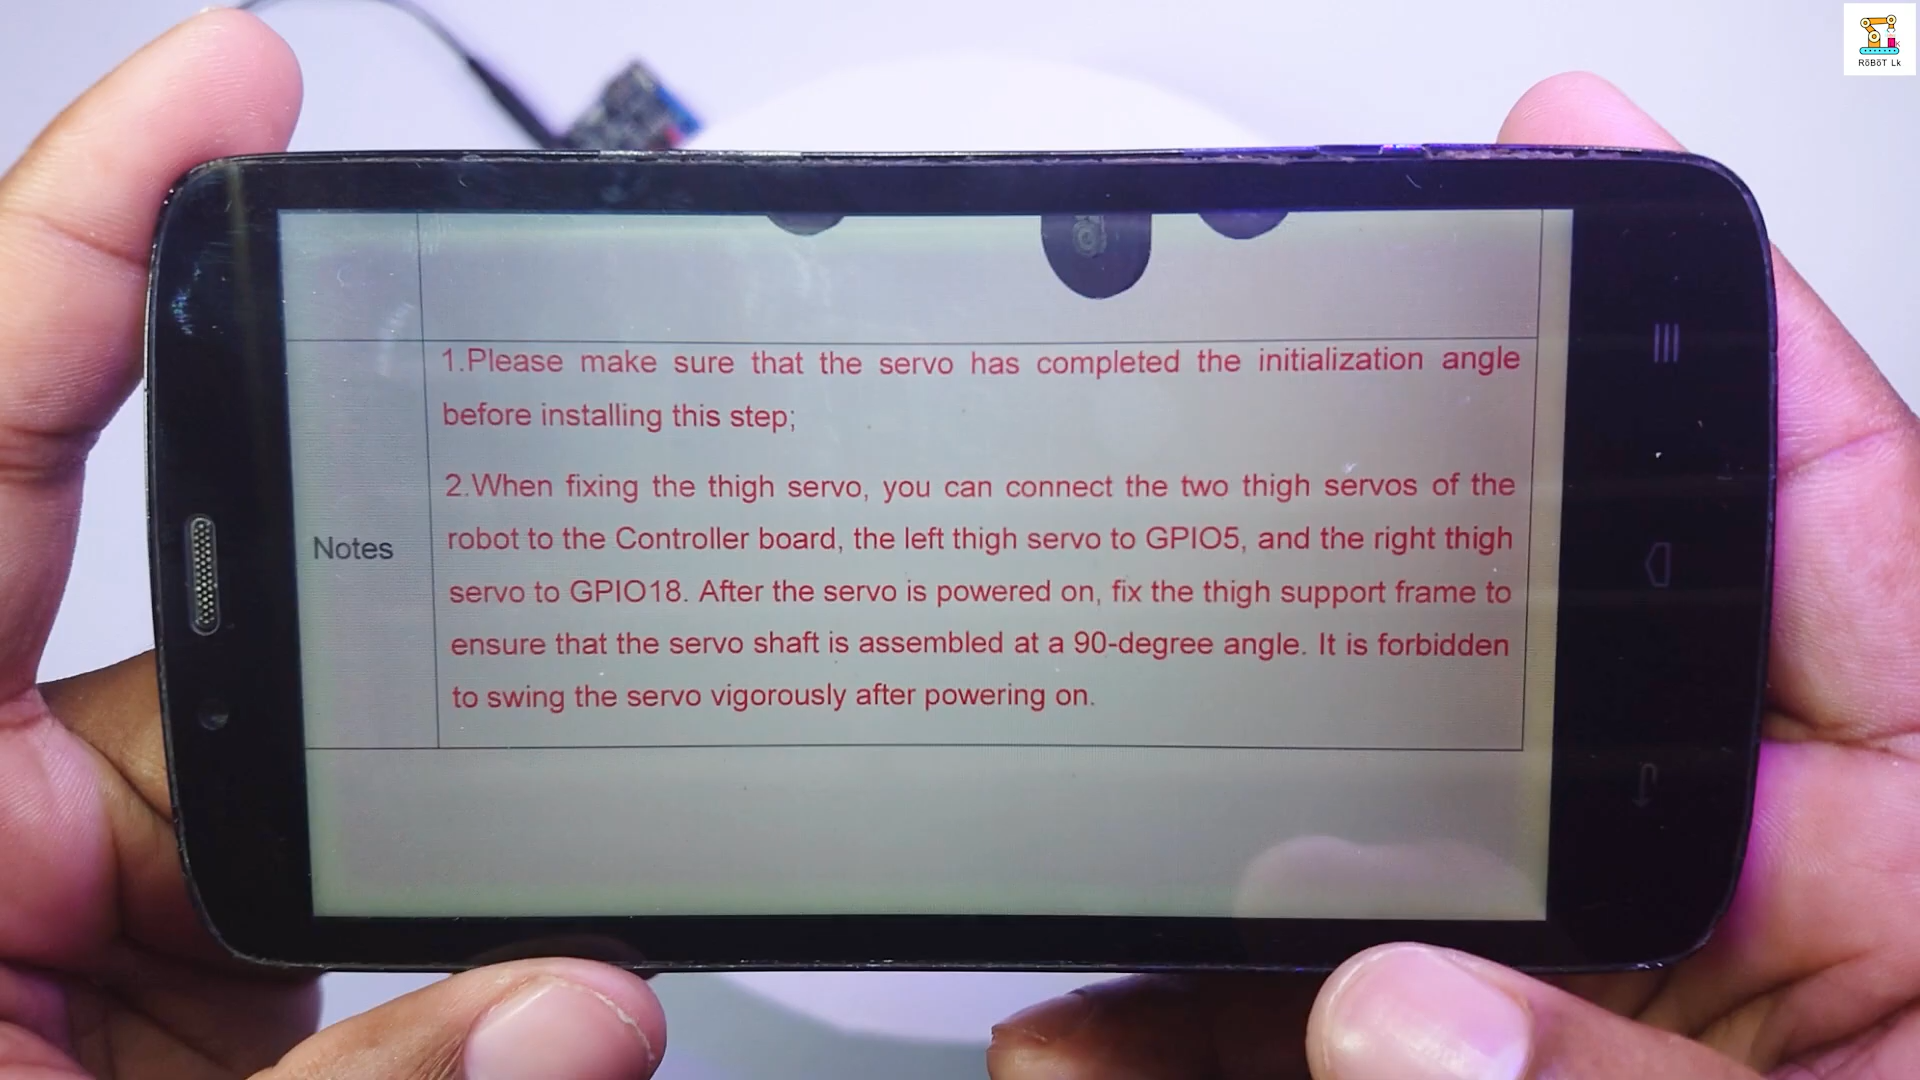 RōBōT Lk
1.Please make sure that the servo has completed the initialization angle
before installing this step;
2.When fixing the thigh servo, you can connect the two thigh servos of the
robot to the Controller board, the left thigh servo to GPIO5, and the right thigh
Notes
servo to GPIO18. After the servo is powered on, fix the thigh support frame to
ensure that the servo shaft is assembled at a 90-degree angle. It is forbidden
to swing the servo vigorously after powering on.